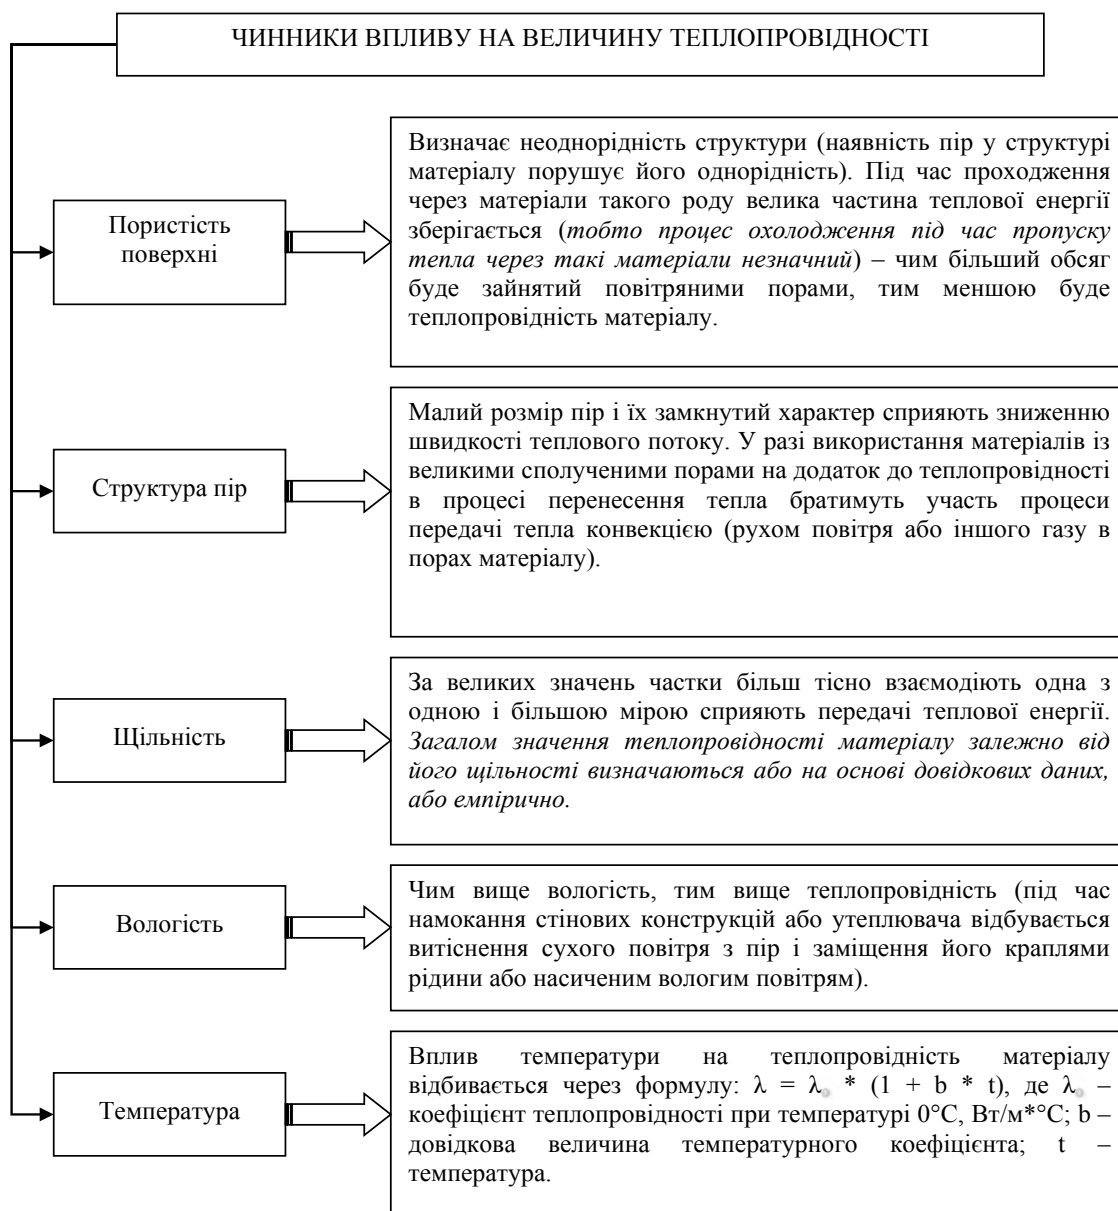 ЧИННИКИ ВПЛИВУ НА ВЕЛИЧИНУ ТЕПЛОПРОВІДНОСТІ
Пористість
поверхні
Визначає неоднорідність структури (наявність пір у структурі
матеріалу порушує його однорідність). Під час проходження
через матеріали такого роду велика частина теплової енергії
зберігається (тобто процес охолодження під час пропуску
тепла через такі матеріали незначний) – чим більший обсяг
буде зайнятий повітряними порами, тим меншою буде
теплопровідність матеріалу.
Структура пір
Малий розмір пір і їх замкнутий характер сприяють зниженню
швидкості теплового потоку. У разі використання матеріалів із
великими сполученими порами на додаток до теплопровідності
в процесі перенесення тепла братимуть участь процеси
передачі тепла конвекцією (рухом повітря або іншого газу в
порах матеріалу).
Щільність
За великих значень частки більш тісно взаємодіють одна з
одною і більшою мірою сприяють передачі теплової енергії.
Загалом значення теплопровідності матеріалу залежно від
його щільності визначаються або на основі довідкових даних,
або емпірично.
Вологість
Чим вище вологість, тим вище теплопровідність (під час
намокання стінових конструкцій або утеплювача відбувається
витіснення сухого повітря з пір і заміщення його краплями
рідини або насиченим вологим повітрям).
Температура
Вплив температури на теплопровідність матеріалу
відбивається через формулу: λ = λₒ * (1 + b * t), де λₒ –
коефіцієнт теплопровідності при температурі 0°С, Вт/м*°С; b –
довідкова величина температурного коефіцієнта; t –
температура.